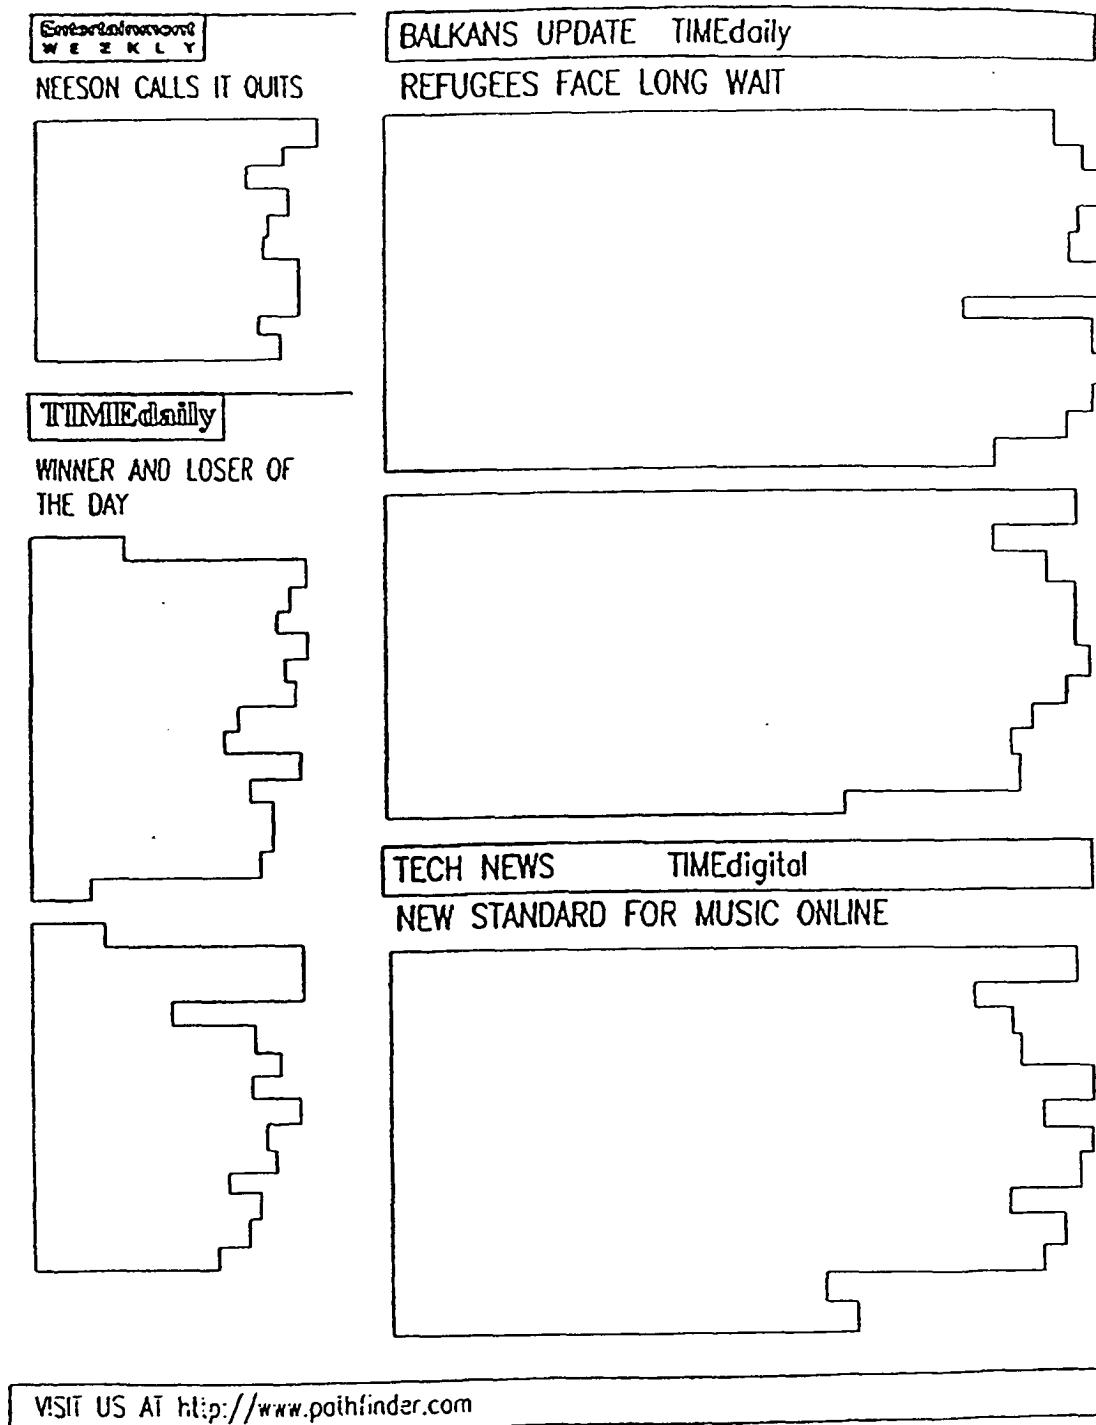 Entertainment
WEEKLY
NEESON CALLS IT QUITS
TIMEdaily
WINNER AND LOSER OF
THE DAY
BALKANS UPDATE TIMEdaily
REFUGEES FACE LONG WAIT
TECH NEWS TIMEdigital
NEW STANDARD FOR MUSIC ONLINE
VISIT US AT http://www.pathfinder.com